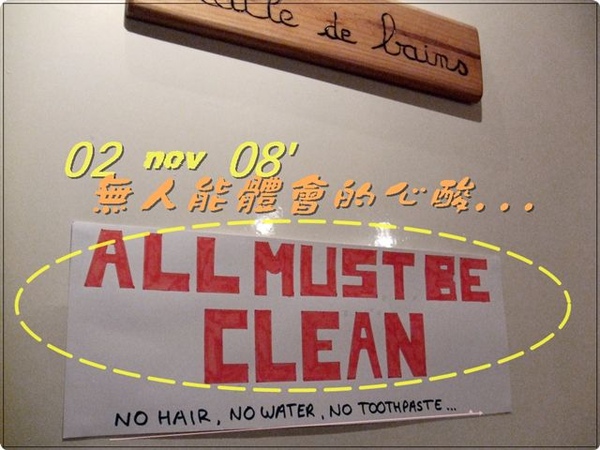 de bains
02 nov 08'
無人能體會的心酸...
ALL MUST BE
CLEAN
NO HAIR, NO WATER, NO TOOTHPASTE...